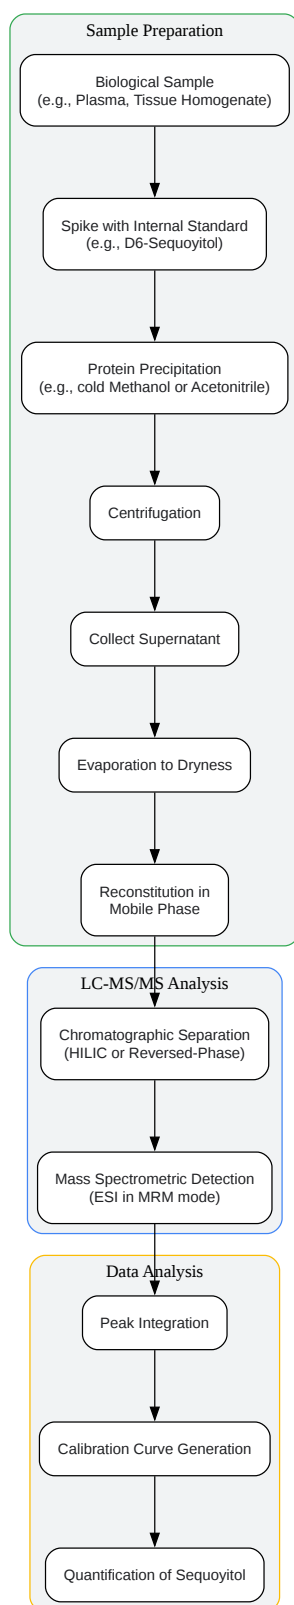 Sample Preparation
Biological Sample
(e.g., Plasma, Tissue Homogenate)
Spike with Internal Standard
(e.g., D6-Sequoyitol)
Protein Precipitation
(e.g., cold Methanol or Acetonitrile)
Centrifugation
Collect Supernatant
Evaporation to Dryness
Reconstitution in
Mobile Phase
LC-MS/MS Analysis
Chromatographic Separation
(HILIC or Reversed-Phase)
Mass Spectrometric Detection
(ESI in MRM mode)
Data Analysis
Peak Integration
Calibration Curve Generation
Quantification of Sequoyitol